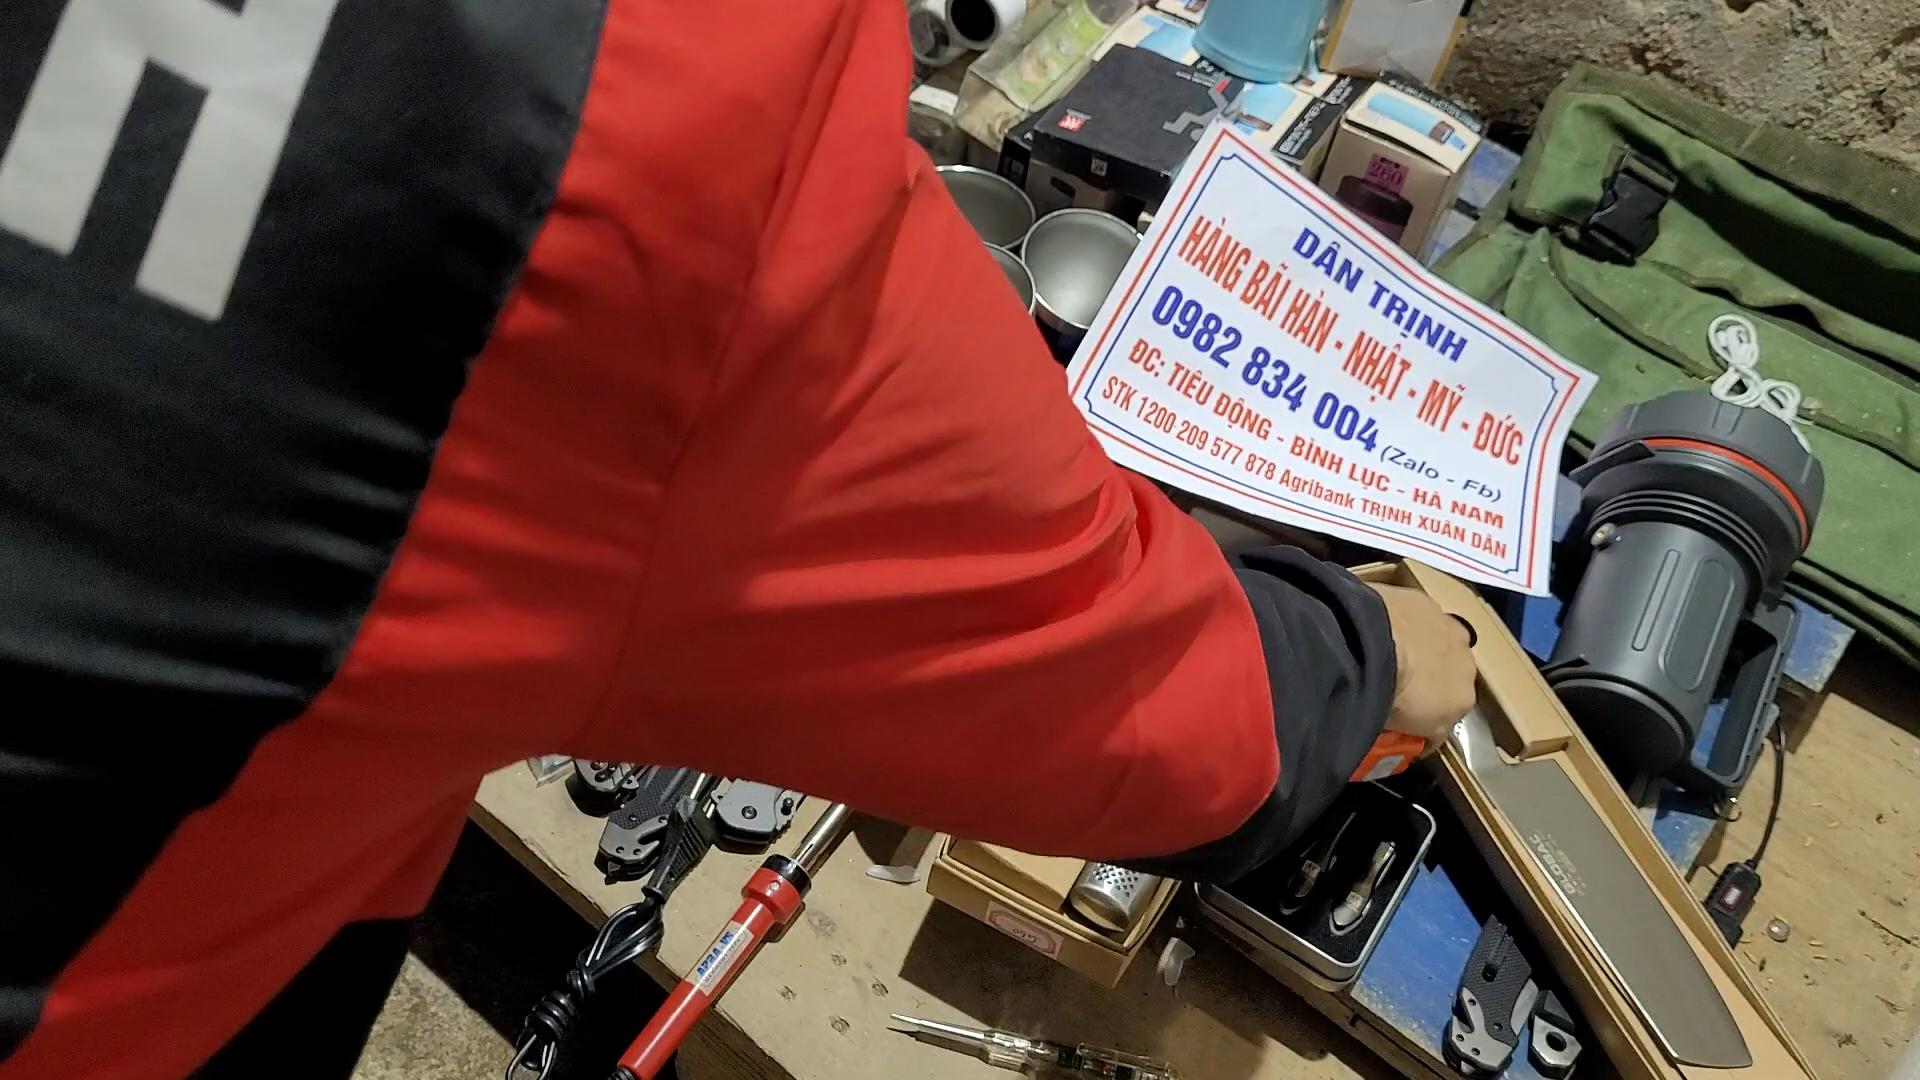 H
DÂN TRỊNH
HÀNG BÃI HÀN - NHẬT - MỸ - ĐỨC
0982 834 004 (Zalo - Fb)
ĐC: TIÊU ĐỘNG - BÌNH LỤC - HÀ NAM
STK 1200 209 577 878 Agribank TRỊNH XUÂN DÂN
260
GLOBAL